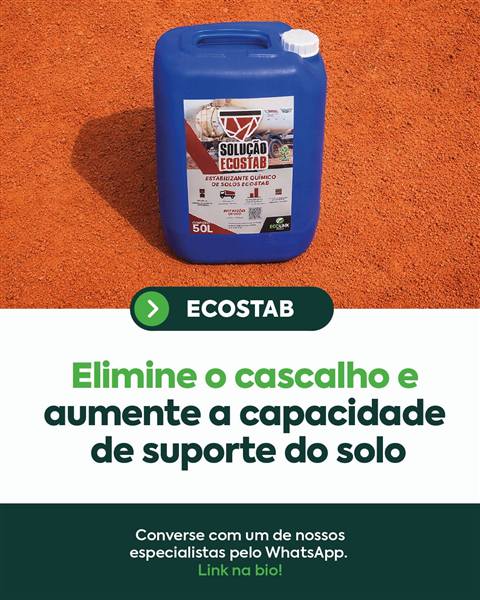 SOLUÇÃO
ECOSTAB
ESTABILIZANTE QUÍMICO
DE SOLOS ECOSTAB
50L
ECOSTAB
Elimine o cascalho e
aumente a capacidade
de suporte do solo
Converse com um de nossos
especialistas pelo WhatsApp.
Link na bio!